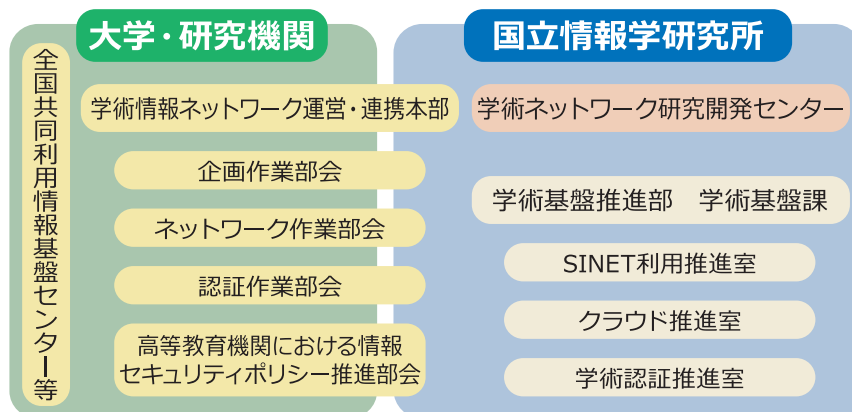 大学・研究機関
全国共同利用情報基盤センター等
学術情報ネットワーク運営・連携本部
企画作業部会
ネットワーク作業部会
認証作業部会
高等教育機関における情報
セキュリティポリシー推進部会
国立情報学研究所
学術ネットワーク研究開発センター
学術基盤推進部　学術基盤課
SINET利用推進室
クラウド推進室
学術認証推進室